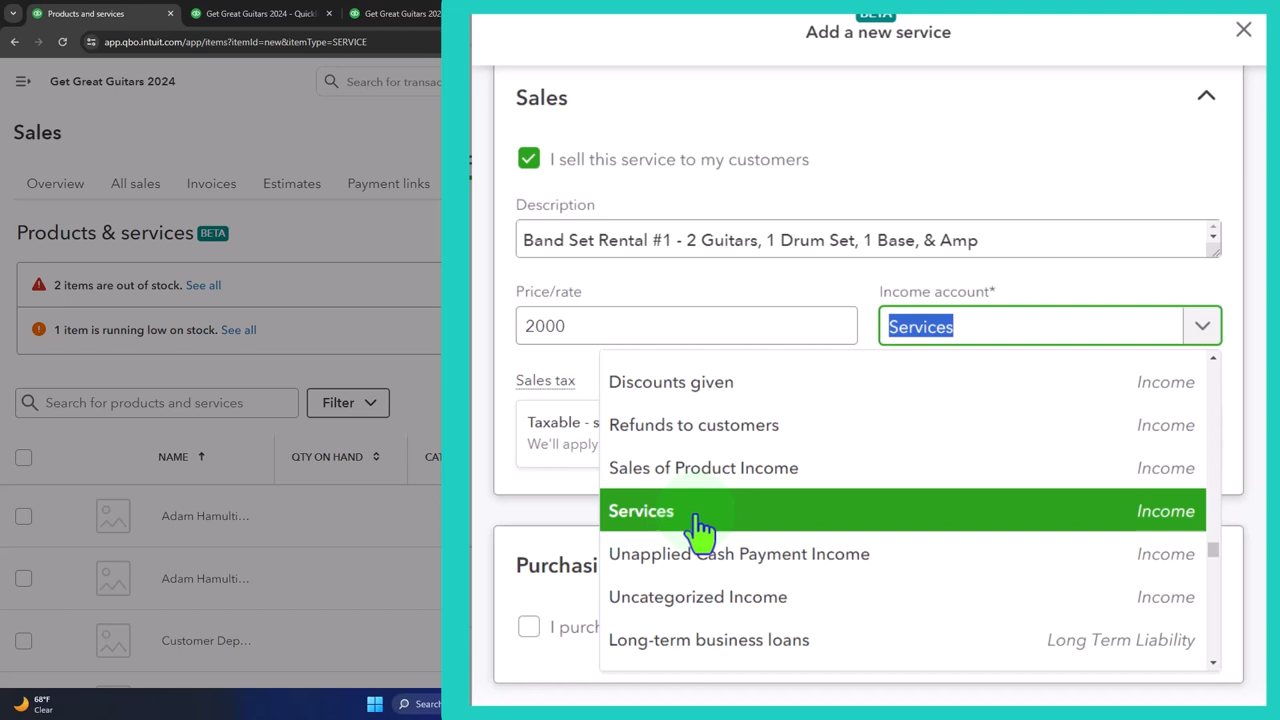 Products and services
Get Great Guitars 2024 - QuickB
Get Great Guitars 2024
app.qbo.intuit.com/app/items?itemId=new&itemType=SERVICE
Get Great Guitars 2024
Search for transac
Sales
Overview
All sales
Invoices
Estimates
Payment links
Products & services BETA
2 items are out of stock. See all
1 item is running low on stock. See all
Search for products and services
Filter
NAME
QTY ON HAND
CAT
Adam Hamulti...
Adam Hamulti...
Customer Dep...
68°F
Clear
Search
BETA
Add a new service
Sales
I sell this service to my customers
Description
Band Set Rental #1 - 2 Guitars, 1 Drum Set, 1 Base, & Amp
Price/rate
Income account*
2000
Services
Sales tax
Taxable - s
We'll apply
Discounts given Income
Refunds to customers Income
Sales of Product Income Income
Services Income
Unapplied Cash Payment Income Income
Uncategorized Income Income
Long-term business loans Long Term Liability
Purchasi
I purch